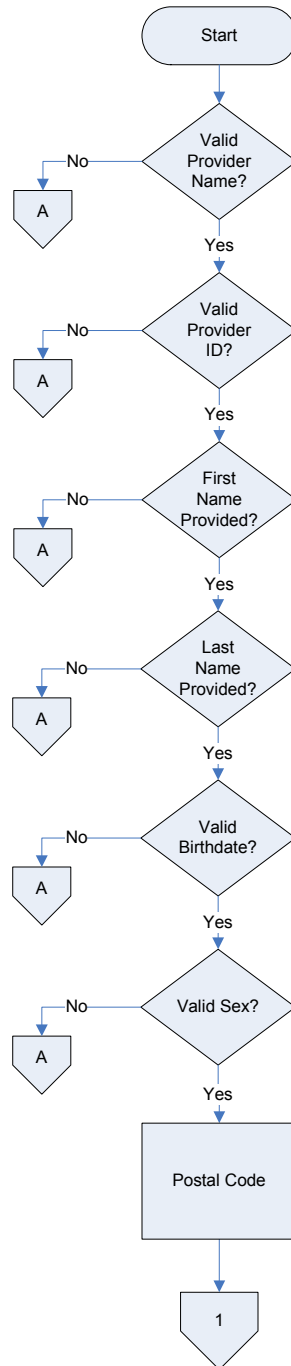 Start
Valid
Provider
Name?
No
A
Yes
Valid
Provider
ID?
No
A
Yes
First
Name
Provided?
No
A
Yes
Last
Name
Provided?
No
A
Yes
Valid
Birthdate?
No
A
Yes
Valid Sex?
No
A
Yes
Postal Code
1